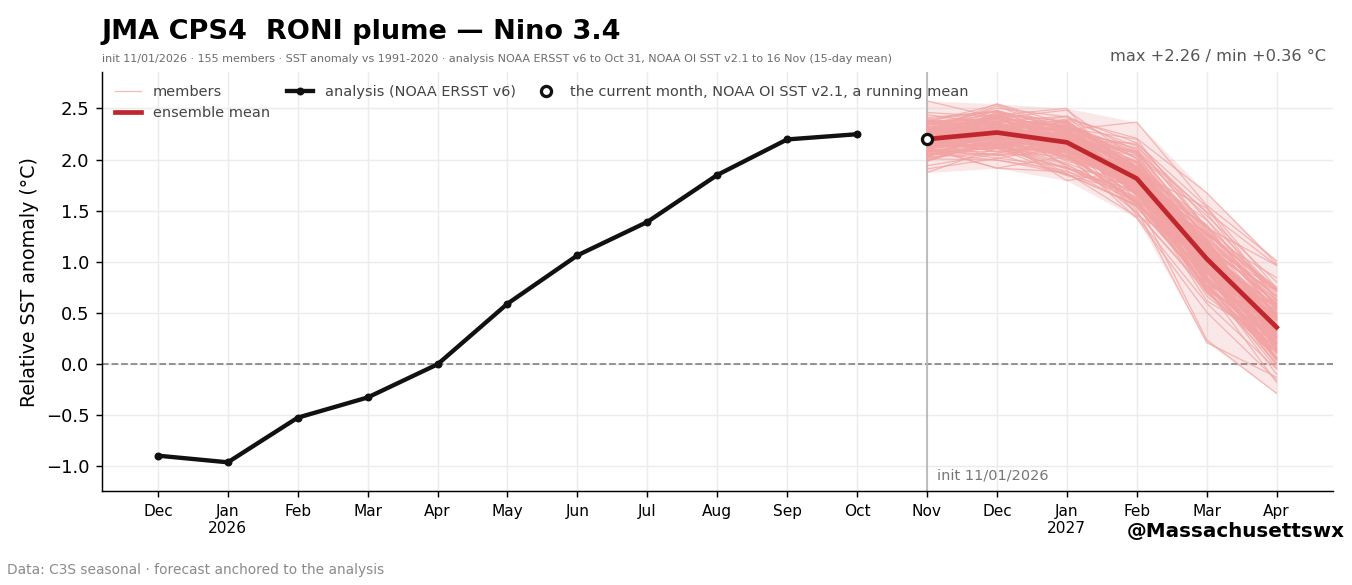 JMA CPS4 RONI plume — Nino 3.4
init 11/01/2026 · 155 members · SST anomaly vs 1991-2020 · analysis NOAA ERSST v6 to Oct 31, NOAA OI SST v2.1 to 16 Nov (15-day mean)
max +2.26 / min +0.36 °C
members
ensemble mean
analysis (NOAA ERSST v6)
the current month, NOAA OI SST v2.1, a running mean
Relative SST anomaly (°C)
2.5
2.0
1.5
1.0
0.5
0.0
−0.5
−1.0
init 11/01/2026
Dec
Jan
2026
Feb
Mar
Apr
May
Jun
Jul
Aug
Sep
Oct
Nov
Dec
Jan
2027
Feb
Mar
Apr
@Massachusettswx
Data: C3S seasonal · forecast anchored to the analysis